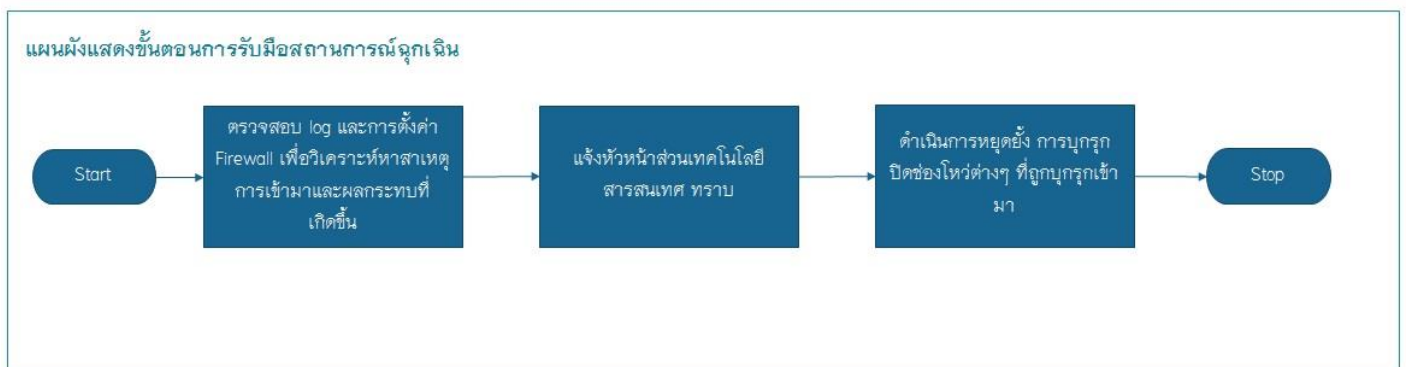 แผนผังแสดงขั้นตอนการรับมือสถานการณ์ฉุกเฉิน
Start
ตรวจสอบ log และการตั้งค่า
Firewall เพื่อวิเคราะห์หาสาเหตุ
การเข้ามาและผลกระทบที่
เกิดขึ้น
แจ้งหัวหน้าส่วนเทคโนโลยี
สารสนเทศ ทราบ
ดำเนินการหยุดยั้ง การบุกรุก
ปิดช่องโหว่ต่างๆ ที่ถูกบุกรุกเข้า
มา
Stop